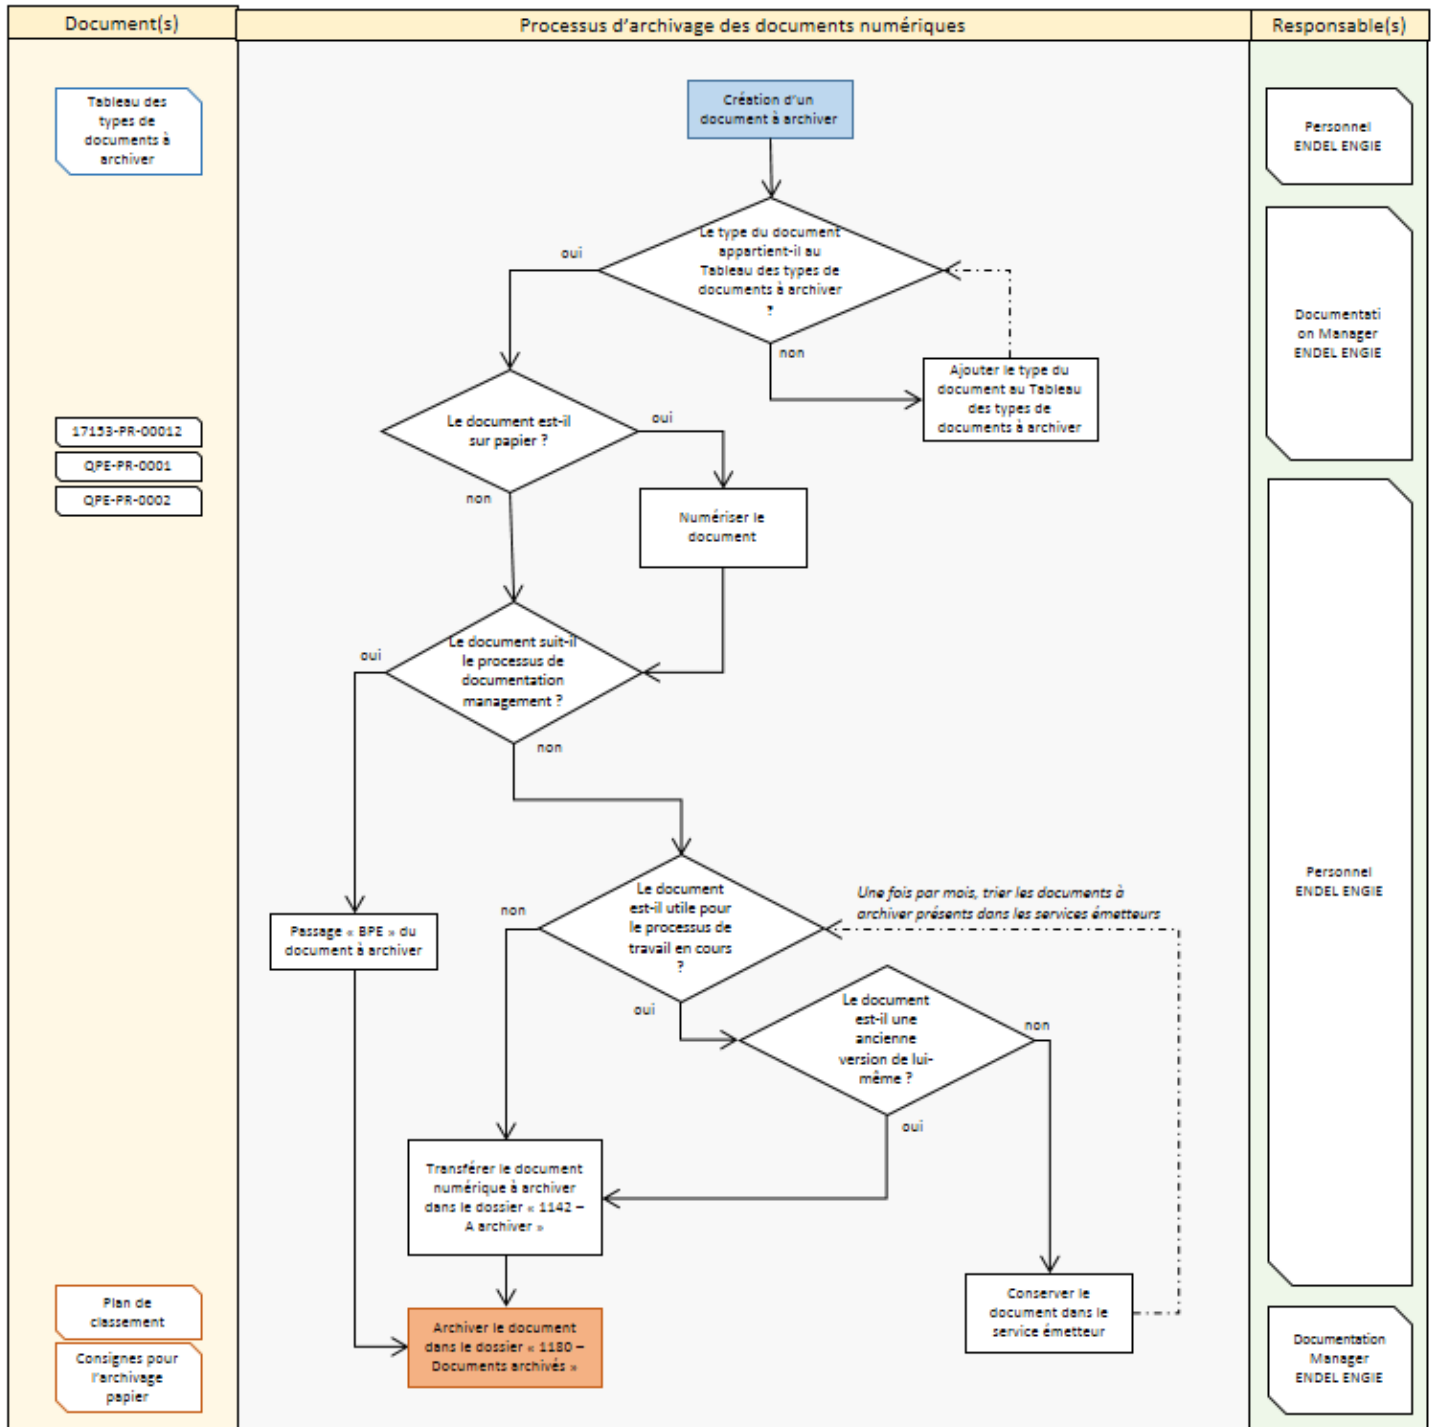 Document(s)
Processus d’archivage des documents numériques
Responsable(s)
Tableau des
types de
documents à
archiver
Création d’un
document à archiver
Personnel
ENDEL ENGIE
Le type du document
appartient-il au
Tableau des types de
documents à archiver
?
oui
non
Ajouter le type du
document au Tableau
des types de
documents à archiver
Documentati
on Manager
ENDEL ENGIE
17153-PR-00012
QPE-PR-0001
QPE-PR-0002
Le document est-il
sur papier ?
oui
non
Numériser le
document
Le document suit-il
le processus de
documentation
management ?
oui
non
Personnel
ENDEL ENGIE
Passage « BPE » du
document à archiver
Le document
est-il utile pour
le processus de
travail en cours
?
non
oui
Une fois par mois, trier les documents à
archiver présents dans les services émetteurs
Le document
est-il une
ancienne
version de lui-
même ?
non
oui
Transférer le document
numérique à archiver
dans le dossier « 1142 –
A archiver »
Conserver le
document dans le
service émetteur
Plan de
classement
Consignes pour
l’archivage
papier
Archiver le document
dans le dossier « 1180 –
Documents archivés »
Documentation
Manager
ENDEL ENGIE